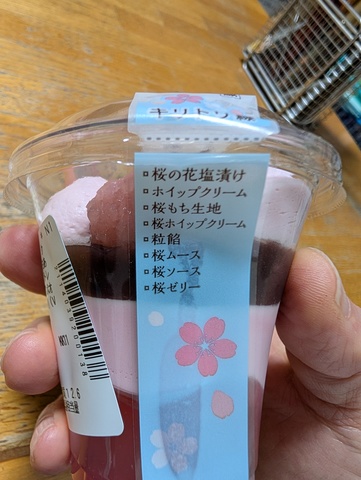 キリトリ線
▫桜の花塩漬け
▫ホイップクリーム
▫桜もち生地
▫桜ホイップクリーム
▫粒餡
▫桜ムース
▫桜ソース
▫桜ゼリー